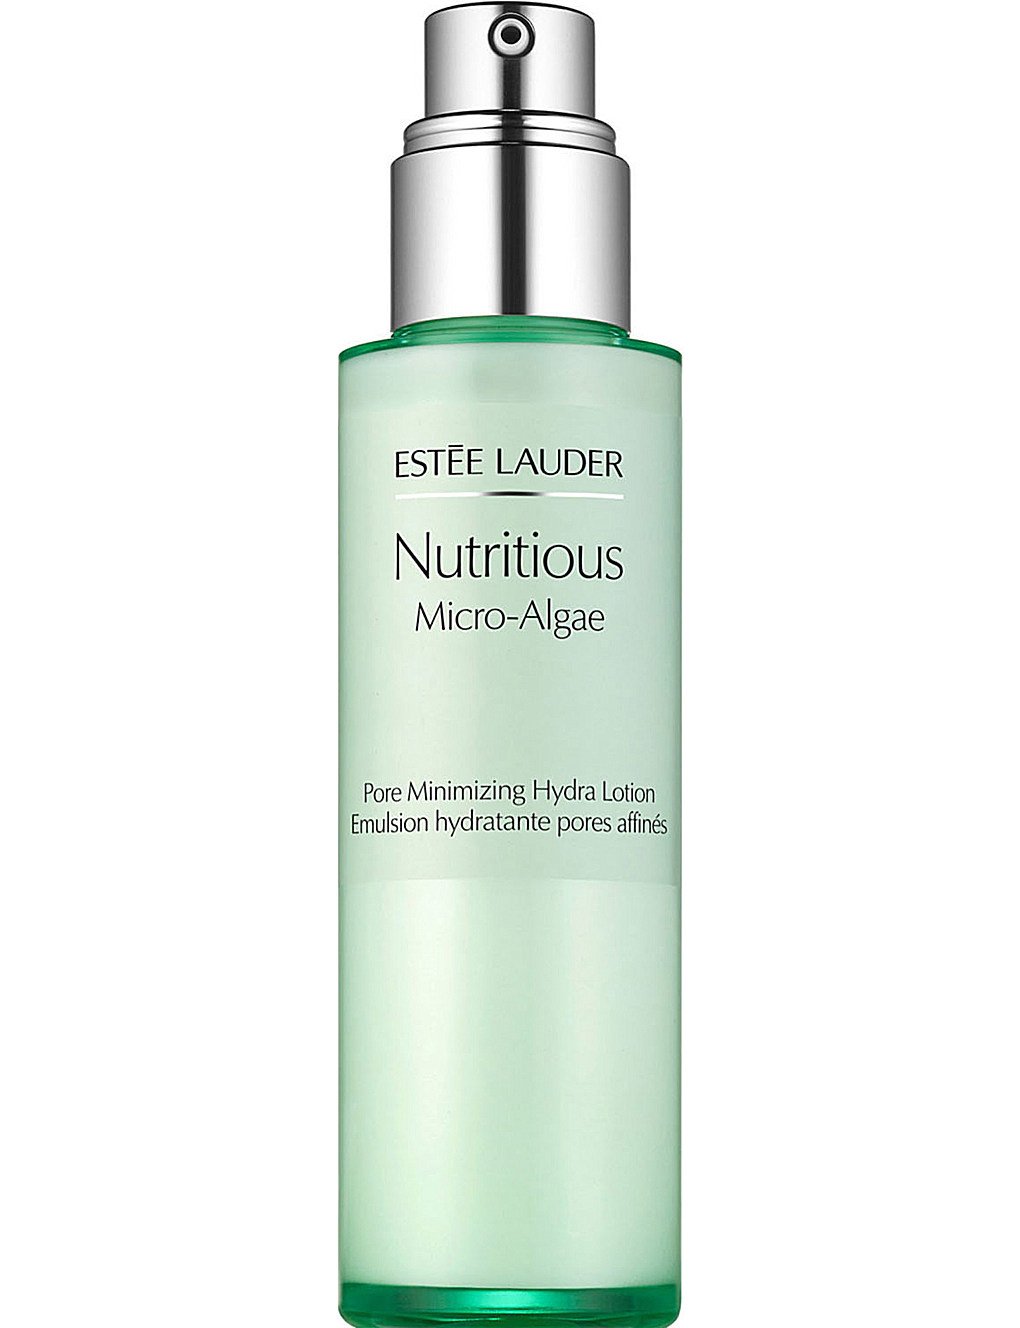 ESTĒE LAUDER
Nutritious
Micro-Algae
Pore Minimizing Hydra Lotion
Emulsion hydratante pores affinés